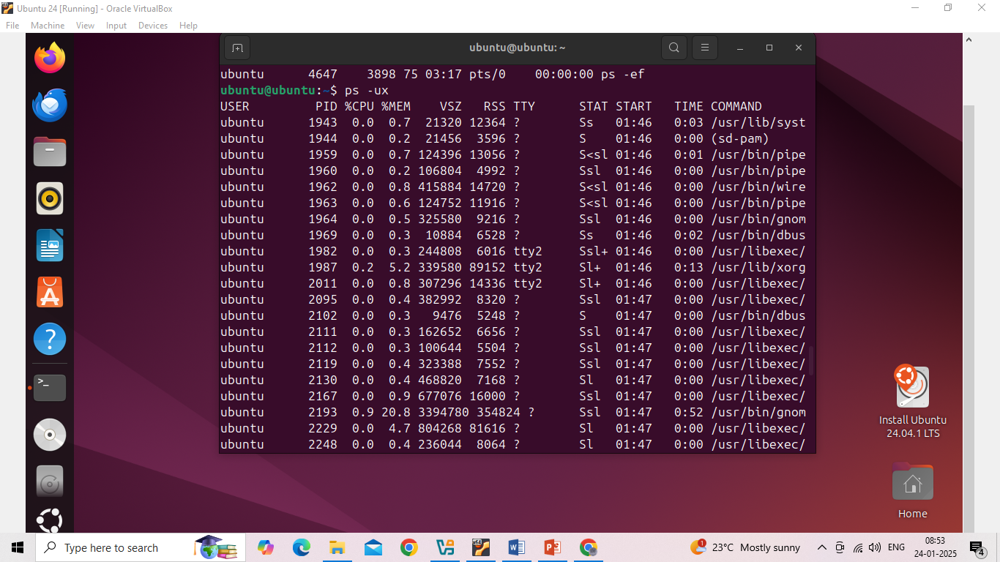 Ubuntu 24 [Running] - Oracle VirtualBox
File Machine View Input Devices Help
ubuntu@ubuntu: ~
ubuntu 4647 3898 75 03:17 pts/0 00:00:00 ps -ef
ubuntu@ubuntu:~$ ps -ux
USER PID %CPU %MEM VSZ RSS TTY STAT START TIME COMMAND
ubuntu 1943 0.0 0.7 21320 12364 ? Ss 01:46 0:03 /usr/lib/syst
ubuntu 1944 0.0 0.2 21456 3596 ? S 01:46 0:00 (sd-pam)
ubuntu 1959 0.0 0.7 124396 13056 ? S<sl 01:46 0:01 /usr/bin/pipe
ubuntu 1960 0.0 0.2 106804 4992 ? Ssl 01:46 0:00 /usr/bin/pipe
ubuntu 1962 0.0 0.8 415884 14720 ? S<sl 01:46 0:00 /usr/bin/wire
ubuntu 1963 0.0 0.6 124752 11916 ? S<sl 01:46 0:00 /usr/bin/pipe
ubuntu 1964 0.0 0.5 325580 9216 ? Ssl 01:46 0:00 /usr/bin/gnom
ubuntu 1969 0.0 0.3 10884 6528 ? Ss 01:46 0:02 /usr/bin/dbus
ubuntu 1982 0.0 0.3 244808 6016 tty2 Ssl+ 01:46 0:00 /usr/libexec/
ubuntu 1987 0.2 5.2 339580 89152 tty2 Sl+ 01:46 0:13 /usr/lib/xorg
ubuntu 2011 0.0 0.8 307296 14336 tty2 Sl+ 01:46 0:00 /usr/libexec/
ubuntu 2095 0.0 0.4 382992 8320 ? Ssl 01:47 0:00 /usr/libexec/
ubuntu 2102 0.0 0.3 9476 5248 ? S 01:47 0:00 /usr/bin/dbus
ubuntu 2111 0.0 0.3 162652 6656 ? Ssl 01:47 0:00 /usr/libexec/
ubuntu 2112 0.0 0.3 100644 5504 ? Ssl 01:47 0:00 /usr/libexec/
ubuntu 2119 0.0 0.4 323388 7552 ? Ssl 01:47 0:00 /usr/libexec/
ubuntu 2130 0.0 0.4 468820 7168 ? Sl 01:47 0:00 /usr/libexec/
ubuntu 2167 0.0 0.9 677076 16000 ? Ssl 01:47 0:00 /usr/libexec/
ubuntu 2193 0.9 20.8 3394780 354824 ? Ssl 01:47 0:52 /usr/bin/gnom
ubuntu 2229 0.0 4.7 804268 81616 ? Sl 01:47 0:00 /usr/libexec/
ubuntu 2248 0.0 0.4 236044 8064 ? Sl 01:47 0:00 /usr/libexec/
Install Ubuntu
24.04.1 LTS
Home
Type here to search
x64
1
23°C Mostly sunny
ENG
08:53
24-01-2025
4